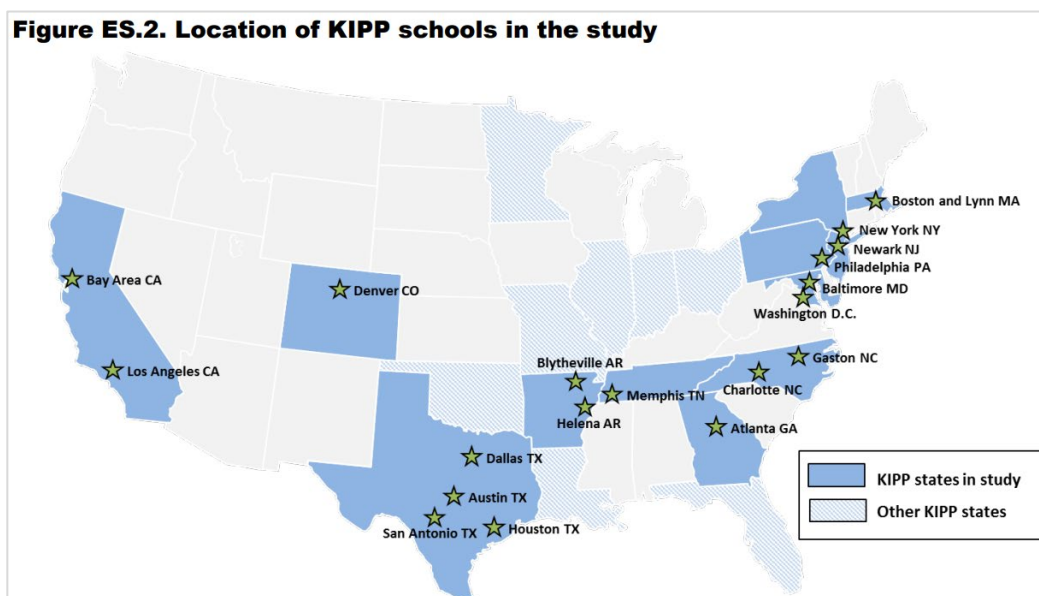 Figure ES.2. Location of KIPP schools in the study
Boston and Lynn MA
New York NY
Newark NJ
Philadelphia PA
Baltimore MD
Washington D.C.
Bay Area CA
Denver CO
Los Angeles CA
Blytheville AR
Memphis TN
Helena AR
Gaston NC
Charlotte NC
Atlanta GA
Dallas TX
Austin TX
San Antonio TX
Houston TX
KIPP states in study
Other KIPP states